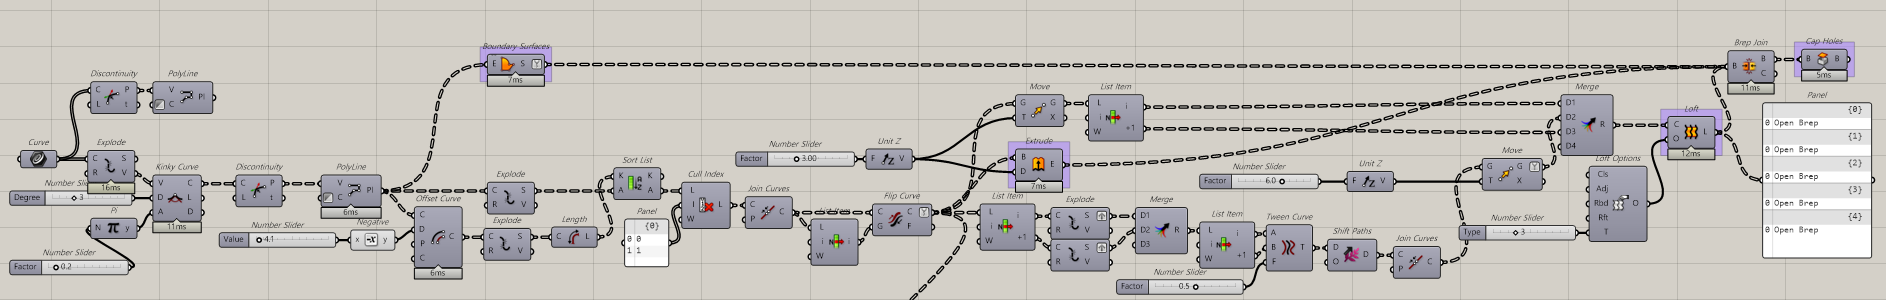 Boundary Surfaces
E S Y
7ms
Brep Join
B B C
11ms
Cap Holes
B B
5ms
Discontinuity
C L P t
PolyLine
V C Pl
Curve
Explode
C R S V
16ms
Number Slider
Degree 3
Pi
N y
Number Slider
Factor 0.2
Kinky Curve
V D A C L D
11ms
Discontinuity
C L P t
PolyLine
V C Pl
6ms
Number Slider
Value 4.1
Negative
x -x y
Offset Curve
C D P C C
6ms
Explode
C R S V
Explode
C R S V
Length
C L
Sort List
K A K A
Panel
{0}
0 0
1 1
Cull Index
L I W L
Join Curves
C P C
List Item
L i W i
Flip Curve
C G C Y F
Number Slider
Factor 3.00
Unit Z
F V
Move
G T G X
List Item
L i W i +1
Extrude
B D E
7ms
List Item
L i W i +1
Explode
C R S V
Explode
C R S V
Merge
D1 D2 D3 R
List Item
L i W i +1
Number Slider
Factor 0.5
Tween Curve
A B F T
Shift Paths
D O D
Join Curves
C P C
Number Slider
Factor 6.0
Unit Z
F V
Move
G T G Y X
Merge
D1 D2 D3 D4 R
Number Slider
Type 3
Loft Options
Cls Adj Rbd Rft T O
Loft
C O L
12ms
Panel
{0}
0 Open Brep
{1}
0 Open Brep
{2}
0 Open Brep
{3}
0 Open Brep
{4}
0 Open Brep